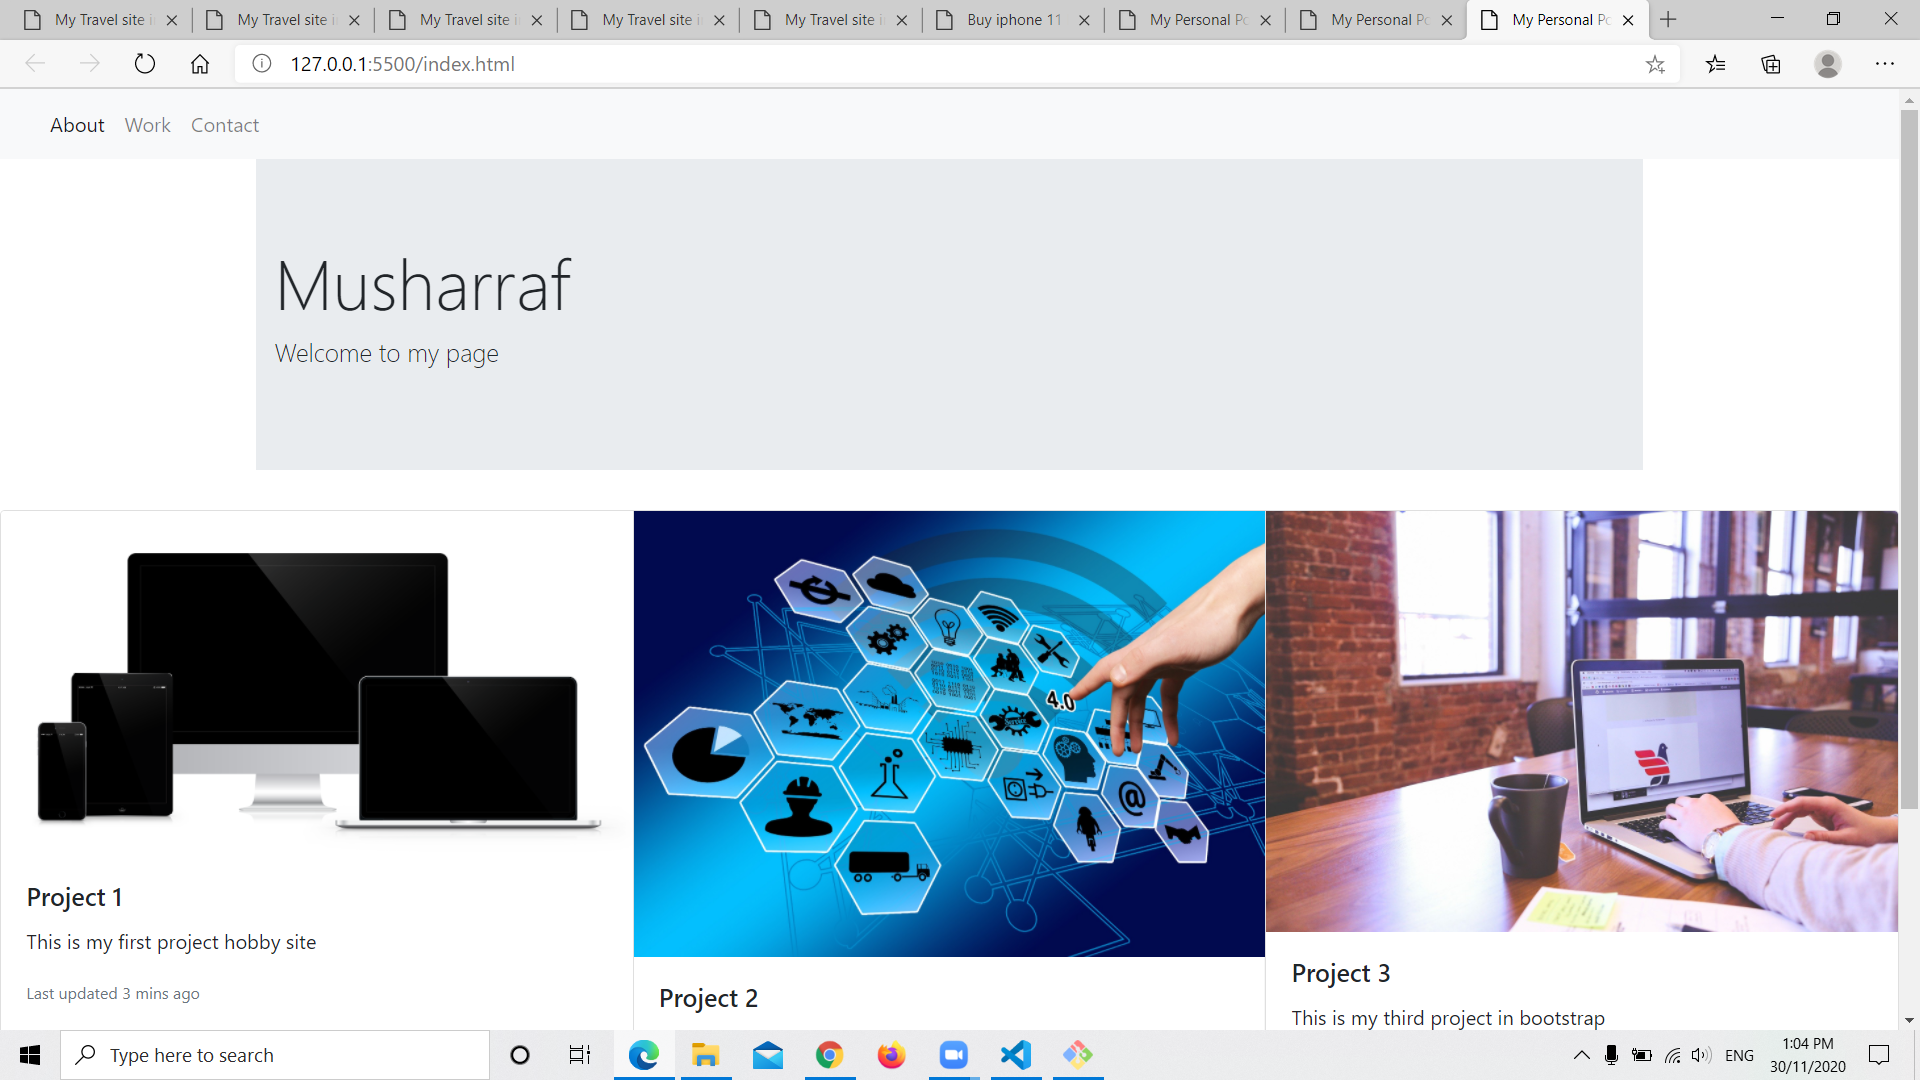 My Travel site i
My Travel site i
My Travel site i
My Travel site i
My Travel site i
Buy iphone 11
My Personal Po
My Personal Po
My Personal Po
127.0.0.1:5500/index.html
About Work Contact
Musharraf
Welcome to my page
4.0
Project 1
This is my first project hobby site
Last updated 3 mins ago
Project 2
Project 3
This is my third project in bootstrap
Type here to search
ENG
1:04 PM
30/11/2020